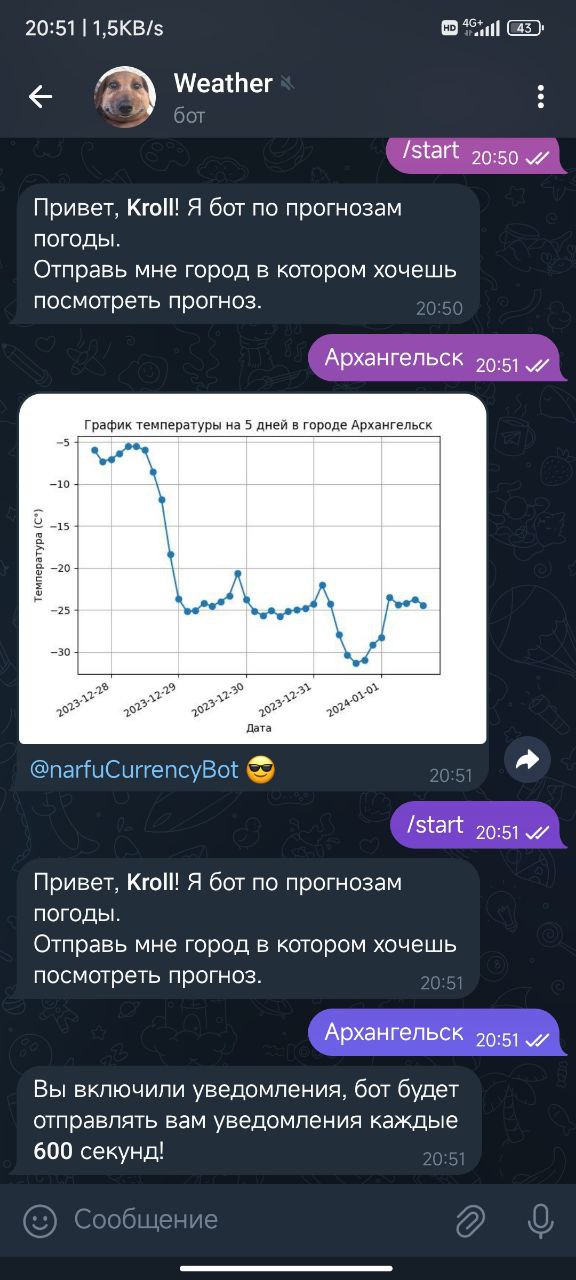 20:51 | 1,5KB/s HD 4G+ 43
Weather
бот
/start 20:50
Привет, Kroll! Я бот по прогнозам
погоды.
Отправь мне город в котором хочешь
посмотреть прогноз. 20:50
Архангельск 20:51
График температуры на 5 дней в городе Архангельск
Температура (C°)
−5
−10
−15
−20
−25
−30
2023-12-28
2023-12-29
2023-12-30
2023-12-31
2024-01-01
Дата
@narfuCurrencyBot 😎 20:51
/start 20:51
Привет, Kroll! Я бот по прогнозам
погоды.
Отправь мне город в котором хочешь
посмотреть прогноз. 20:51
Архангельск 20:51
Вы включили уведомления, бот будет
отправлять вам уведомления каждые
600 секунд! 20:51
Сообщение